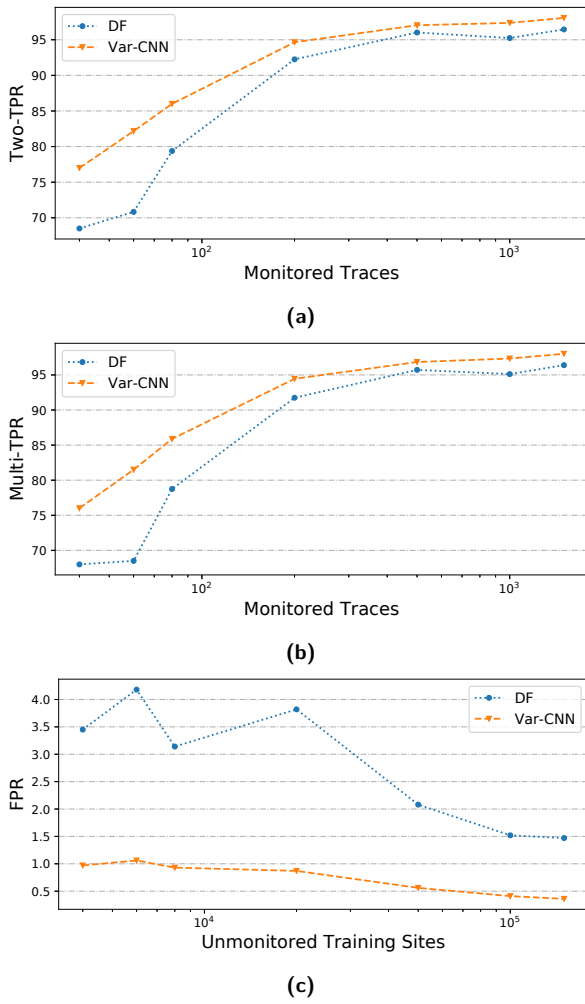 95
90
85
80
75
70
Two-TPR
DF
Var-CNN
10²
10³
Monitored Traces
(a)
95
90
85
80
75
70
Multi-TPR
DF
Var-CNN
10²
10³
Monitored Traces
(b)
4.0
3.5
3.0
2.5
2.0
1.5
1.0
0.5
FPR
DF
Var-CNN
10⁴
10⁵
Unmonitored Training Sites
(c)